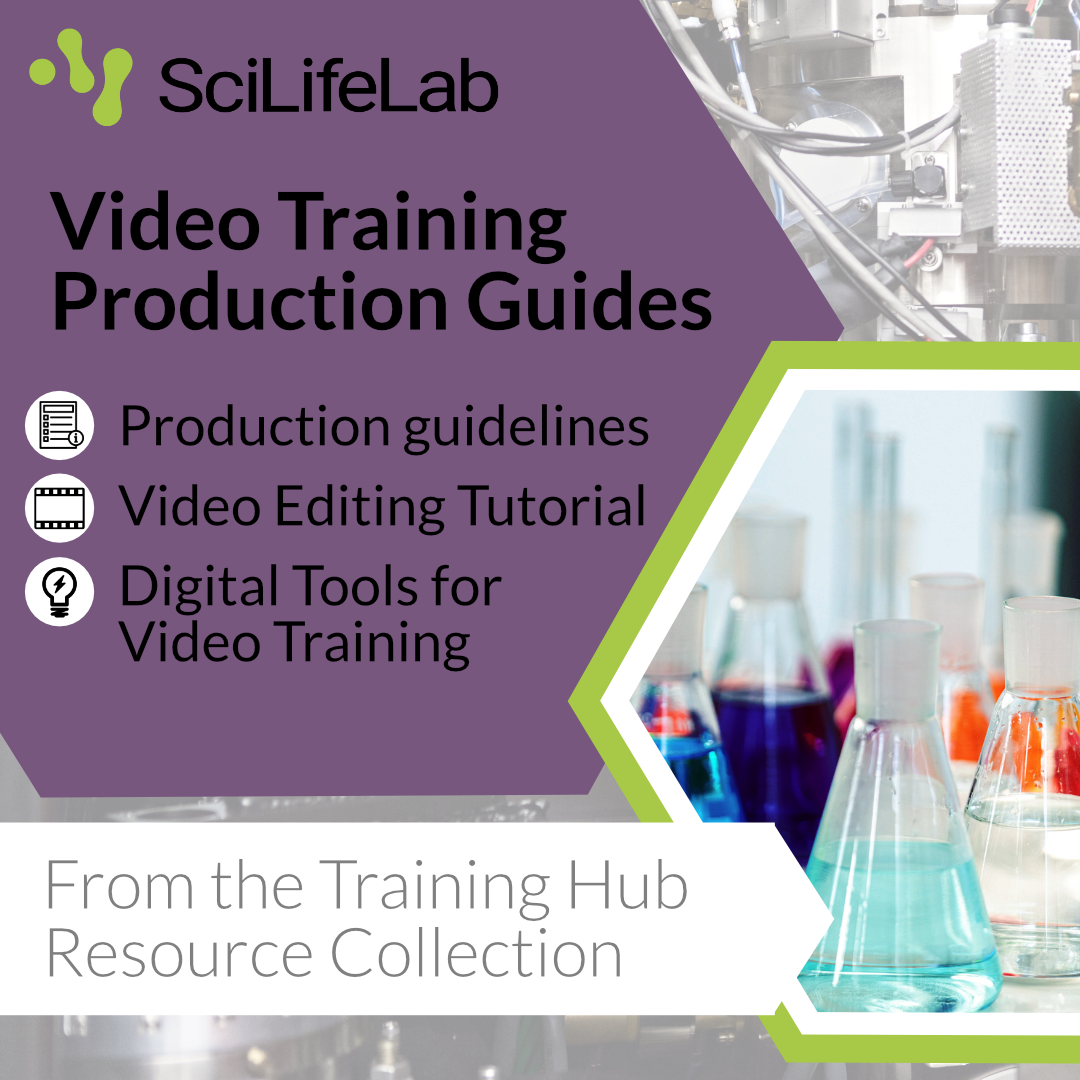 SciLifeLab
Video Training
Production Guides
Production guidelines
Video Editing Tutorial
Digital Tools for
Video Training
From the Training Hub
Resource Collection